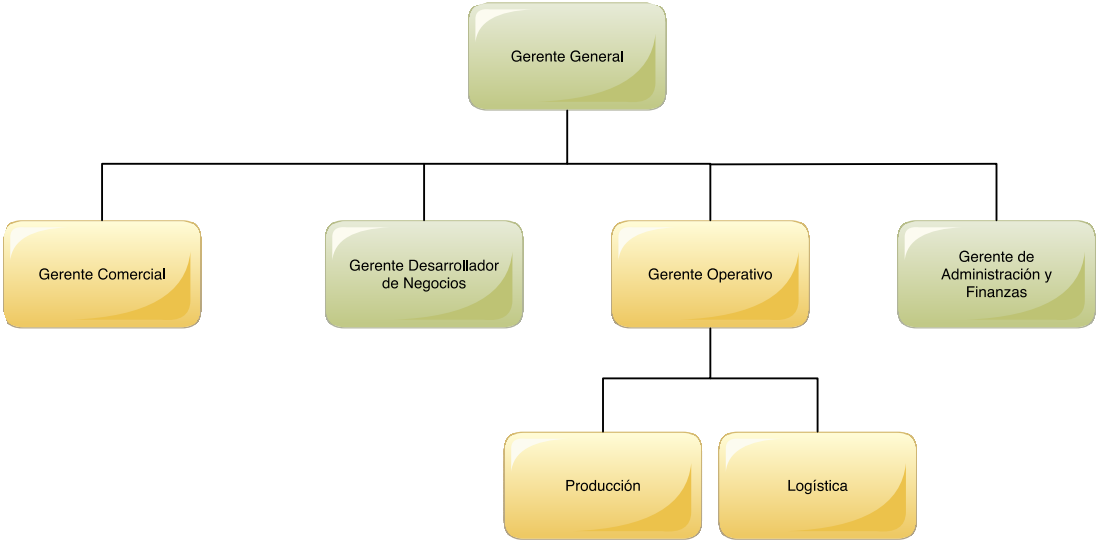 Gerente General
Gerente Comercial
Gerente Desarrollador
de Negocios
Gerente Operativo
Gerente de
Administración y
Finanzas
Producción
Logística